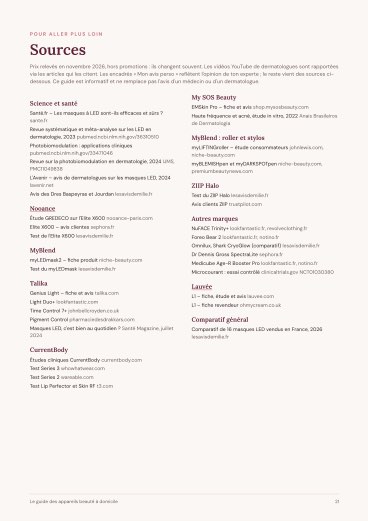 POUR ALLER PLUS LOIN
Sources
Prix relevés en novembre 2026, hors promotions : ils changent souvent. Les vidéos YouTube de dermatologues sont rapportées
via les articles qui les citent. Les encadrés « Mon avis perso » reflètent l'opinion de ton experte ; le reste vient des sources ci-
dessous. Ce guide est informatif et ne remplace pas l'avis d'un médecin ou d'un dermatologue.
Science et santé
Santé.fr – Les masques à LED sont-ils efficaces et sûrs ?
sante.fr
Revue systématique et méta-analyse sur les LED en
dermatologie, 2023 pubmed.ncbi.nlm.nih.gov/36310510
Photobiomodulation : applications cliniques
pubmed.ncbi.nlm.nih.gov/33471046
Revue sur la photobiomodulation en dermatologie, 2024
L'Avenir – avis de dermatologues sur les masques LED, 2024
lavenir.net
Avis des Dres Baspeyras et Jourdan lesavisdemilie.fr
Nooance
Étude GREDECO sur l'Elite X600 nooance-paris.com
Elite X600 – avis clientes sephora.fr
Test de l'Elite X600 lesavisdemilie.fr
MyBlend
myLEDmask2 – fiche produit niche-beauty.com
Test du myLEDmask lesavisdemilie.fr
Talika
Genius Light – fiche et avis talika.com
Light Duo+ lookfantastic.com
Time Control 7+ johnbellcroyden.co.uk
Pigment Control pharmaciedesdrakkars.com
Masques LED, c'est bien au quotidien ? Santé Magazine, juillet
2024
CurrentBody
Études cliniques CurrentBody currentbody.com
Test Series 3 whowhatwear.com
Test Series 2 wareable.com
Test Lip Perfector et Skin RF t3.com
My SOS Beauty
EMSkin Pro – fiche et avis shop.mysosbeauty.com
Haute fréquence et acné, étude in vitro, 2022 Anais Brasileiros
de Dermatologia
MyBlend : roller et stylos
myLIFTINGroller – étude consommateurs johnlewis.com,
niche-beauty.com
myBLEMISHpen et myDARKSPOTpen niche-beauty.com,
premiumbeautynews.com
ZIIP Halo
Test du ZIIP Halo lesavisdemilie.fr
Avis clients ZIIP trustpilot.com
Autres marques
NuFACE Trinity+ lookfantastic.fr, revolveclothing.fr
Foreo Bear 2 lookfantastic.fr, notino.fr
Omnilux, Shark CryoGlow (comparatif) lesavisdemilie.fr
Dr Dennis Gross SpectraLite sephora.fr
Medicube Age-R Booster Pro lookfantastic.fr, notino.fr
Microcourant : essai contrôlé clinicaltrials.gov
Lauvée
L1 – fiche, étude et avis lauvee.com
L1 – fiche revendeur ohmycream.co.uk
Comparatif général
Comparatif de 16 masques LED vendus en France, 2026
lesavisdemilie.fr
Le guide des appareils beauté à domicile